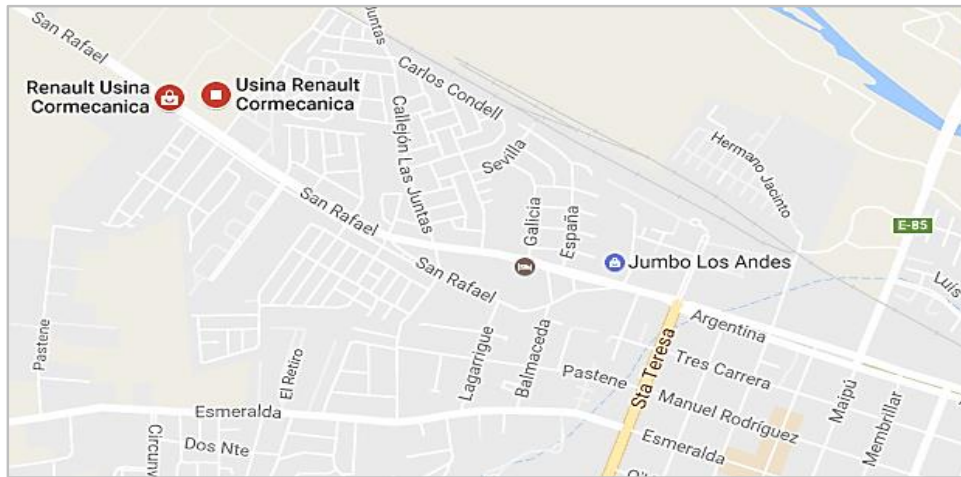 San Rafael
Renault Usina
Cormecanica
Usina Renault
Cormecanica
Juntas
Carlos Condell
Callejón Las Juntas
Sevilla
Hermano Jacinto
San Rafael
Galicia
España
E-85
San Rafael
Jumbo Los Andes
Luis
Argentina
Pastene
El Retiro
Lagarrigue
Balmaceda
Pastene
Sta Teresa
Tres Carrera
Maipú
Membrillar
Manuel Rodríguez
Esmeralda
Esmeralda
Circunv
Dos Nte